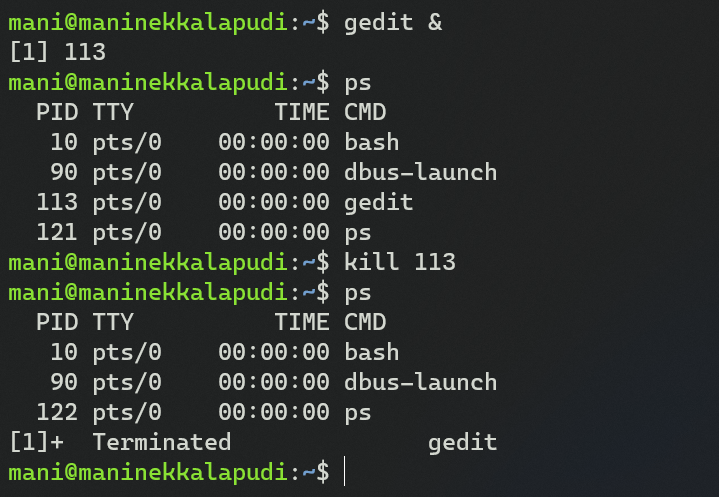 mani@maninekkalapudi:~$ gedit &
[1] 113
mani@maninekkalapudi:~$ ps
  PID TTY          TIME CMD
   10 pts/0    00:00:00 bash
   90 pts/0    00:00:00 dbus-launch
  113 pts/0    00:00:00 gedit
  121 pts/0    00:00:00 ps
mani@maninekkalapudi:~$ kill 113
mani@maninekkalapudi:~$ ps
  PID TTY          TIME CMD
   10 pts/0    00:00:00 bash
   90 pts/0    00:00:00 dbus-launch
  122 pts/0    00:00:00 ps
[1]+  Terminated              gedit
mani@maninekkalapudi:~$